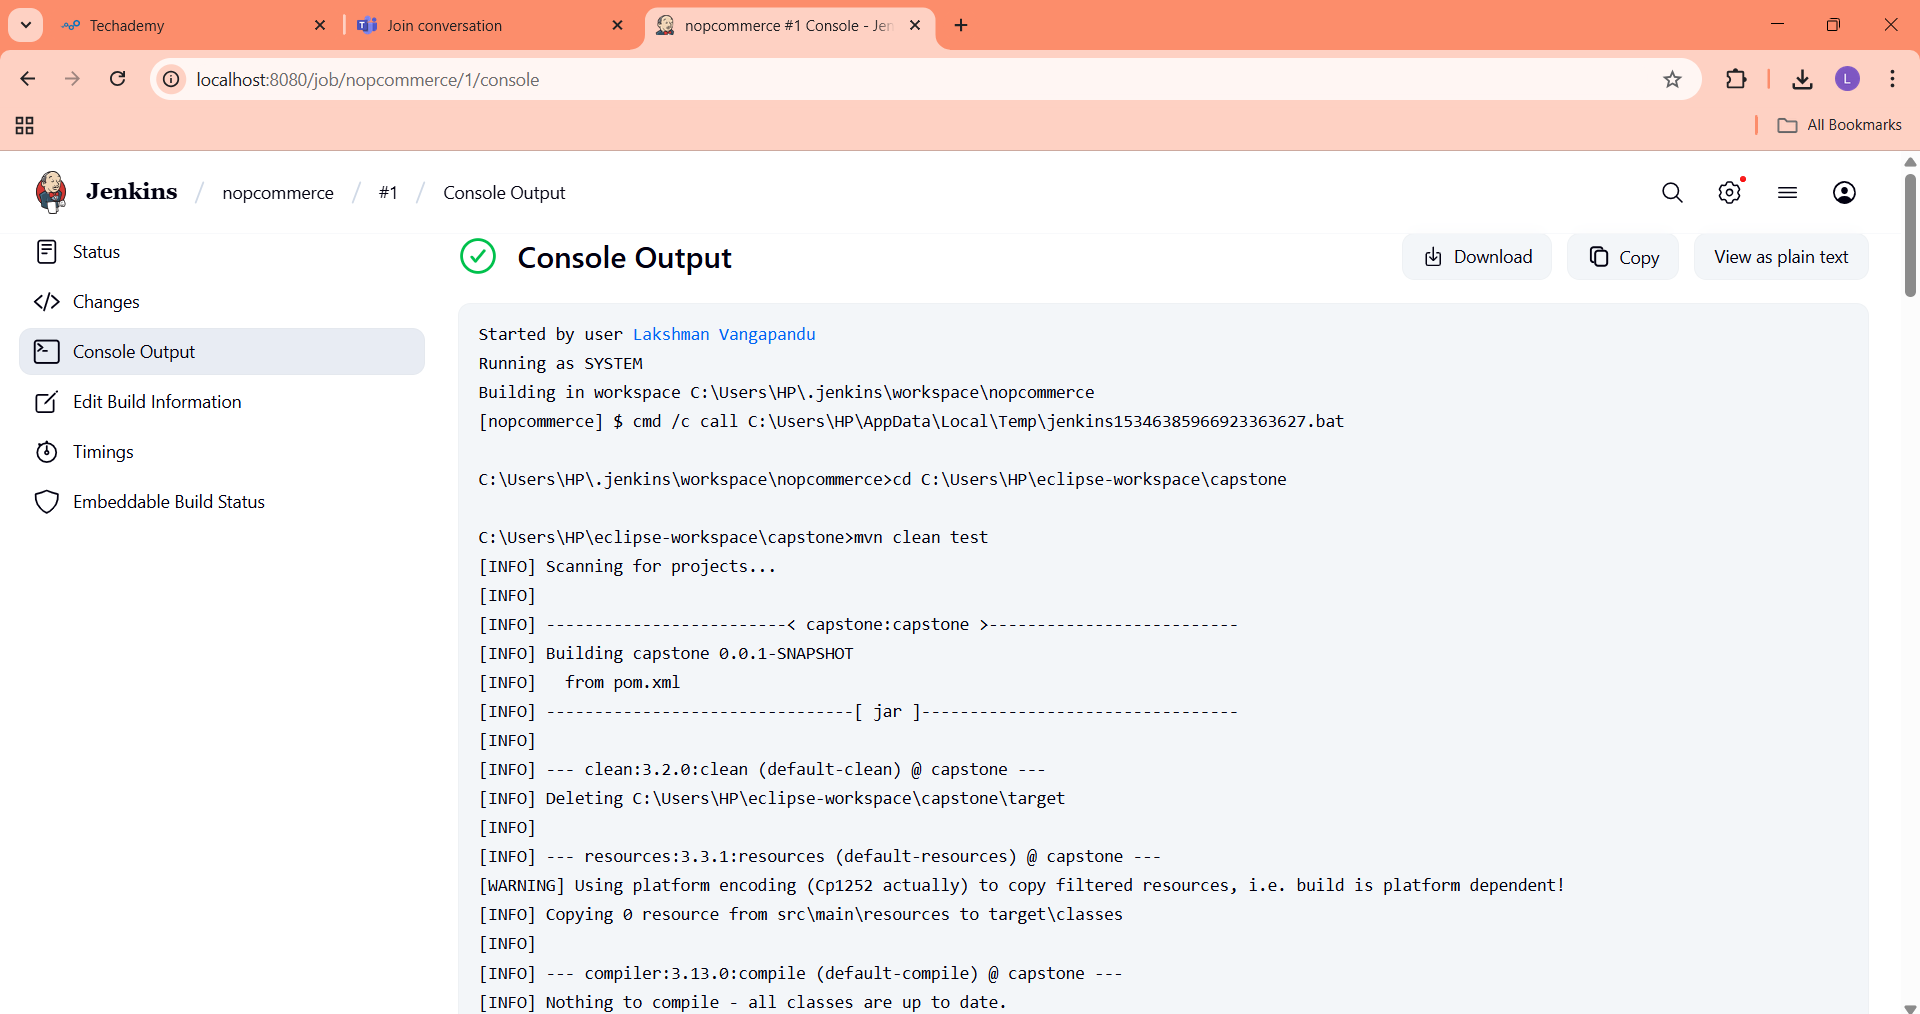 Techademy
Join conversation
nopcommerce #1 Console - Jen
localhost:8080/job/nopcommerce/1/console
L
All Bookmarks
Jenkins / nopcommerce / #1 / Console Output
Status
Changes
Console Output
Edit Build Information
Timings
Embeddable Build Status
Console Output
Download
Copy
View as plain text
Started by user Lakshman Vangapandu
Running as SYSTEM
Building in workspace C:\Users\HP\.jenkins\workspace\nopcommerce
[nopcommerce] $ cmd /c call C:\Users\HP\AppData\Local\Temp\jenkins15346385966923363627.bat
C:\Users\HP\.jenkins\workspace\nopcommerce>cd C:\Users\HP\eclipse-workspace\capstone
C:\Users\HP\eclipse-workspace\capstone>mvn clean test
[INFO] Scanning for projects...
[INFO]
[INFO] -------------------------< capstone:capstone >--------------------------
[INFO] Building capstone 0.0.1-SNAPSHOT
[INFO]   from pom.xml
[INFO] --------------------------------[ jar ]---------------------------------
[INFO]
[INFO] --- clean:3.2.0:clean (default-clean) @ capstone ---
[INFO] Deleting C:\Users\HP\eclipse-workspace\capstone\target
[INFO]
[INFO] --- resources:3.3.1:resources (default-resources) @ capstone ---
[WARNING] Using platform encoding (Cp1252 actually) to copy filtered resources, i.e. build is platform dependent!
[INFO] Copying 0 resource from src\main\resources to target\classes
[INFO]
[INFO] --- compiler:3.13.0:compile (default-compile) @ capstone ---
[INFO] Nothing to compile - all classes are up to date.